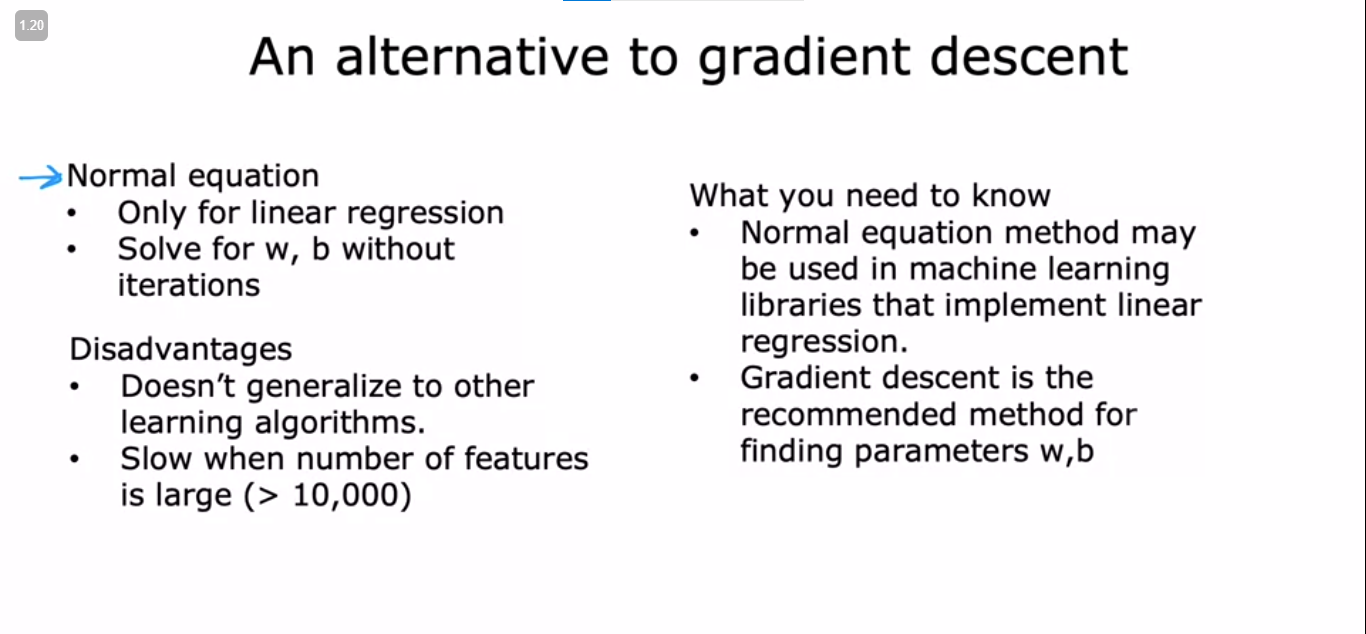 1.20
An alternative to gradient descent
Normal equation
• Only for linear regression
• Solve for w, b without
iterations
Disadvantages
• Doesn’t generalize to other
learning algorithms.
• Slow when number of features
is large (> 10,000)
What you need to know
• Normal equation method may
be used in machine learning
libraries that implement linear
regression.
• Gradient descent is the
recommended method for
finding parameters w,b